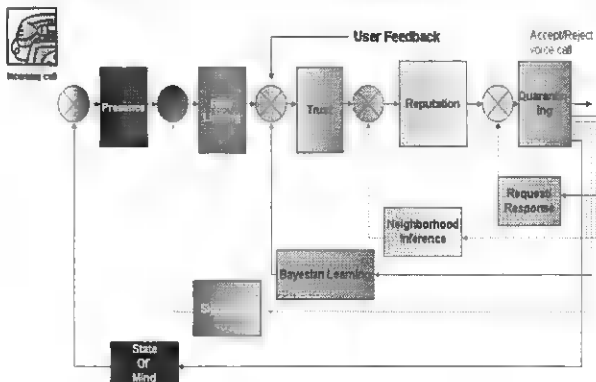 Incoming call
User Feedback
Accept/Reject
voice call
Presence
Trust
Reputation
Quarantin
ing
Request/
Response
Neighborhood
Inference
Bayesian Learning
State
Of
Mind